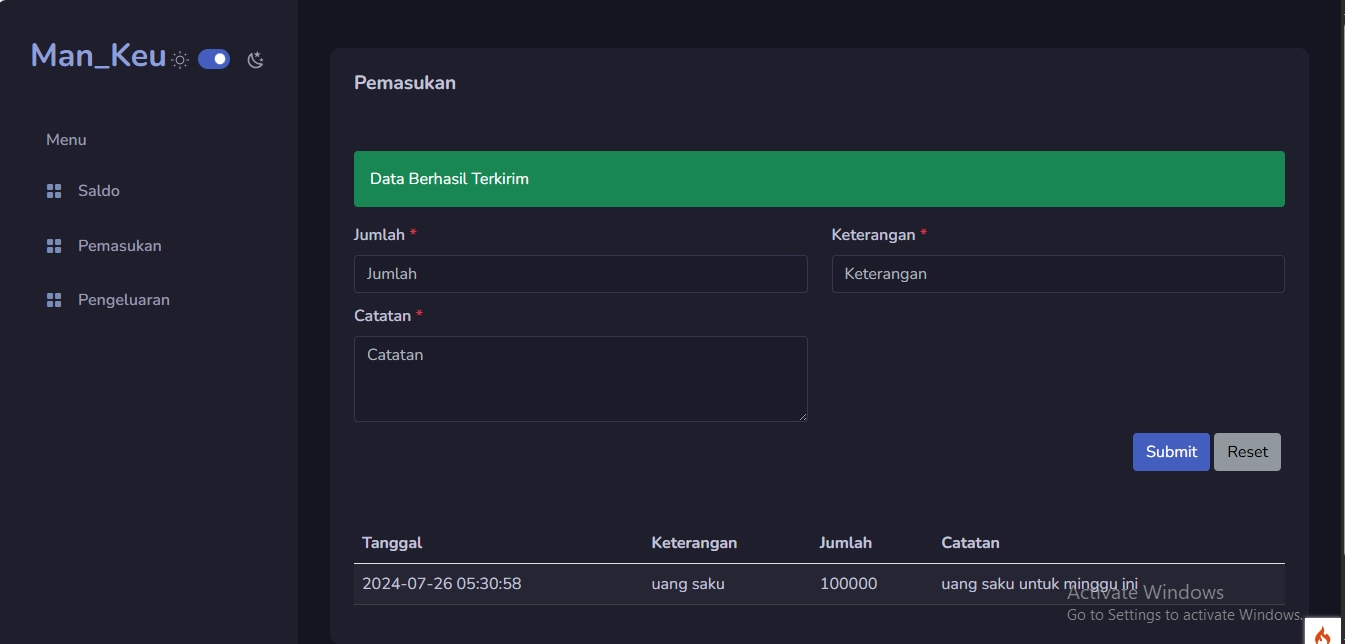 Man_Keu
Menu
Saldo
Pemasukan
Pengeluaran
Pemasukan
Data Berhasil Terkirim
Jumlah * Keterangan *
Jumlah Keterangan
Catatan *
Catatan
Submit Reset
Tanggal Keterangan Jumlah Catatan
2024-07-26 05:30:58 uang saku 100000 uang saku untuk minggu ini
Activate Windows
Go to Settings to activate Windows.